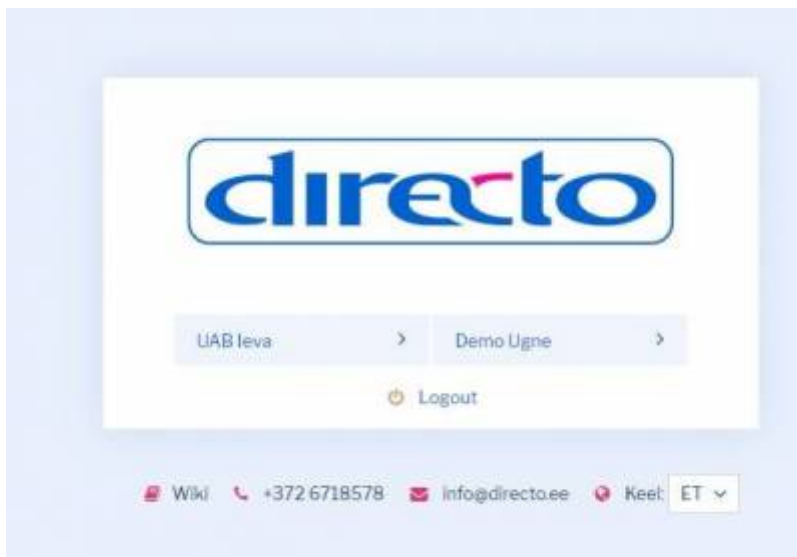 directo
UAB Ieva
Demo Ugne
Logout
Wiki +372 6718578 info@directo.ee Keel: ET